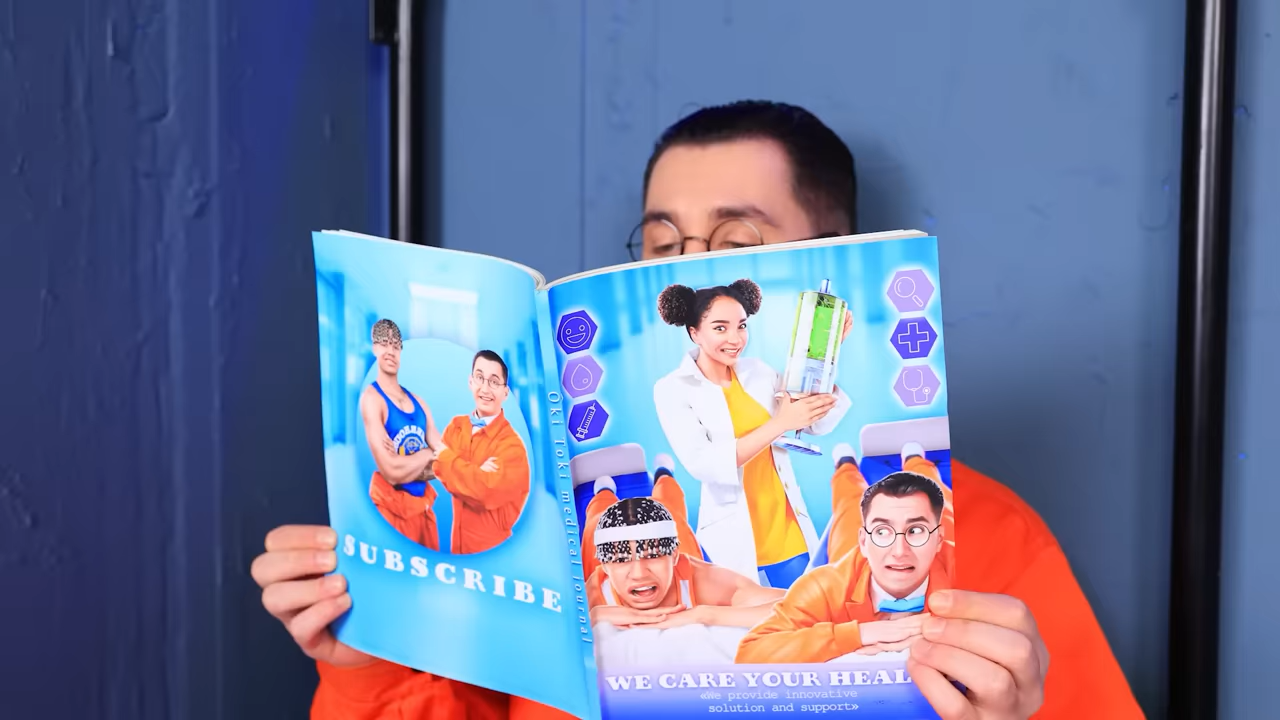 SUBSCRIBE
Oki Toki medical journal
WE CARE YOUR HEAL
«We provide innovative
solution and support»